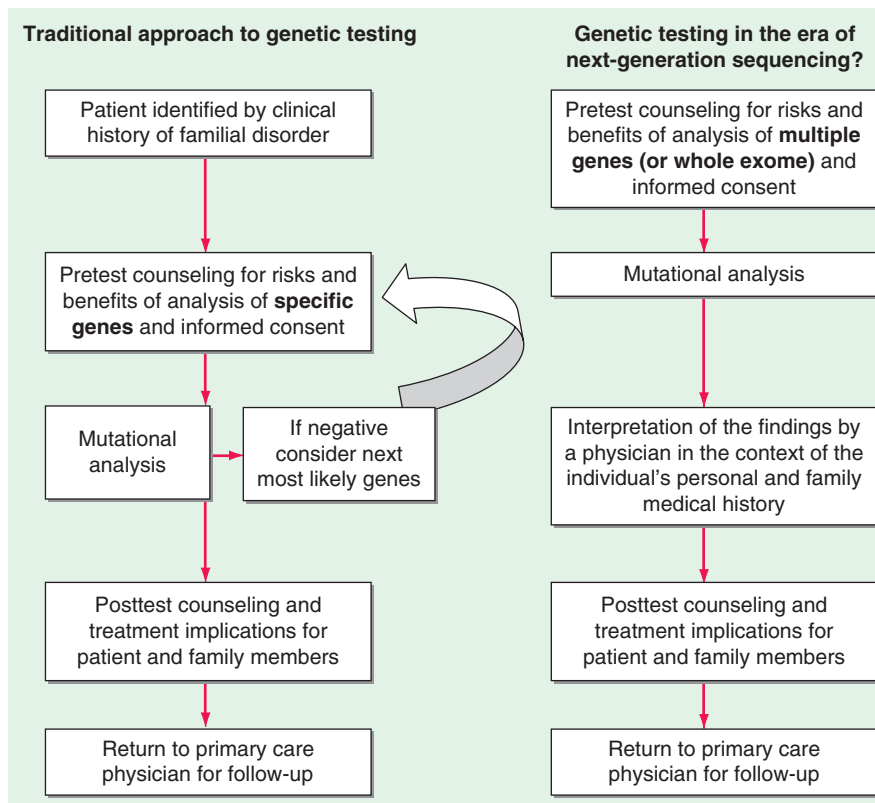 Traditional approach to genetic testing
Patient identified by clinical
history of familial disorder
Pretest counseling for risks and
benefits of analysis of specific
genes and informed consent
Mutational
analysis
If negative
consider next
most likely genes
Posttest counseling and
treatment implications for
patient and family members
Return to primary care
physician for follow-up
Genetic testing in the era of
next-generation sequencing?
Pretest counseling for risks and
benefits of analysis of multiple
genes (or whole exome) and
informed consent
Mutational analysis
Interpretation of the findings by
a physician in the context of the
individual's personal and family
medical history
Posttest counseling and
treatment implications for
patient and family members
Return to primary care
physician for follow-up